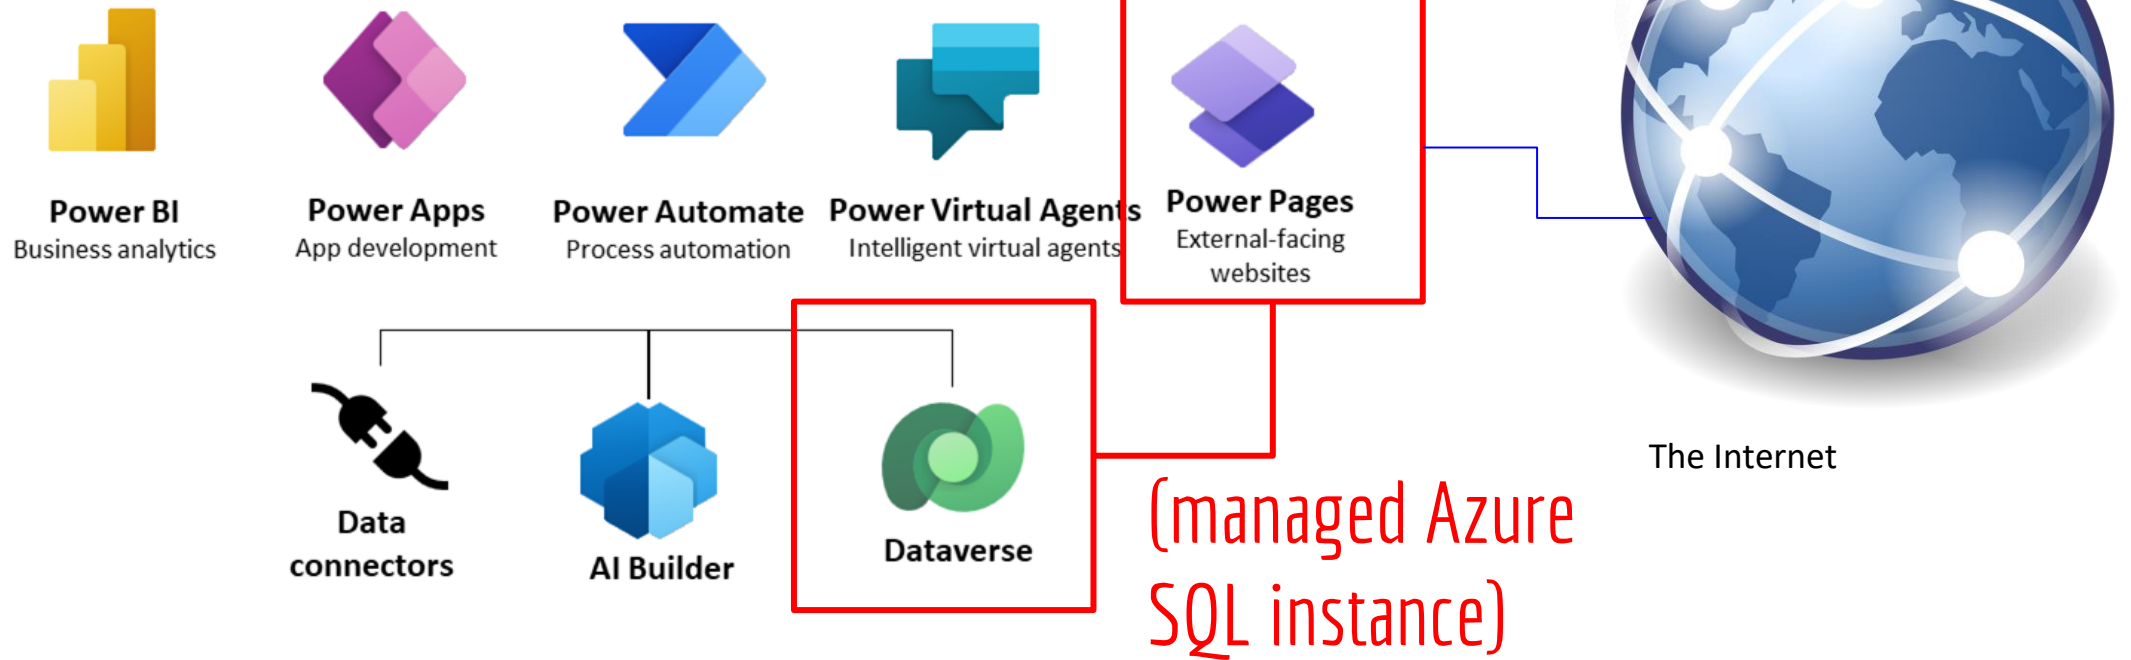 Power BI
Business analytics
Power Apps
App development
Power Automate
Process automation
Power Virtual Agents
Intelligent virtual agents
Power Pages
External-facing
websites
Data
connectors
AI Builder
Dataverse
(managed Azure
SQL instance)
The Internet